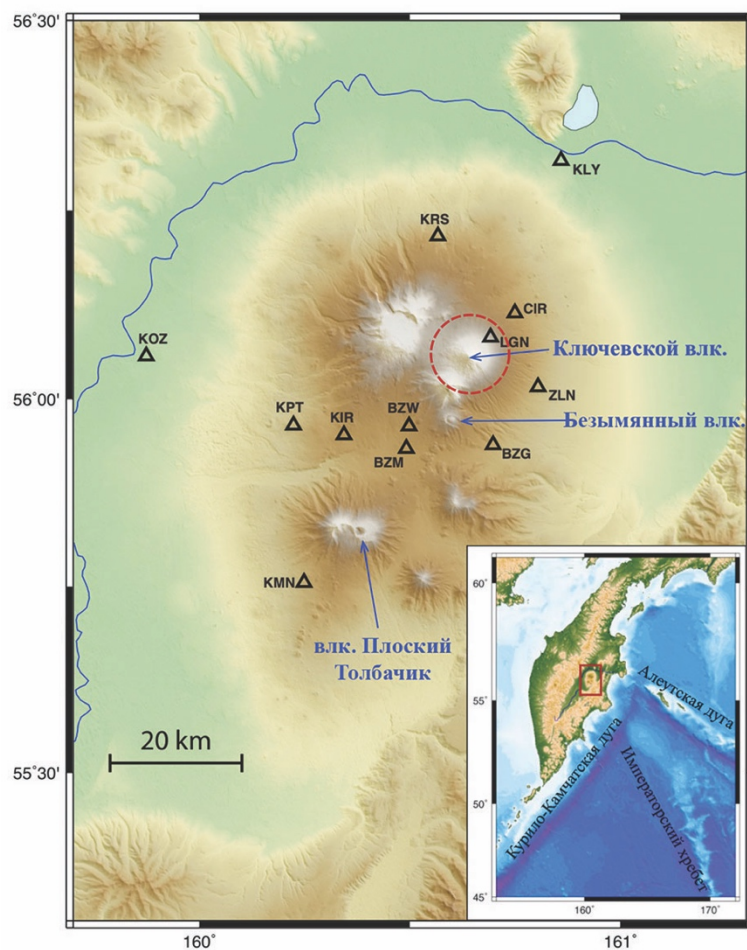 56°30'
KLY
KRS
CIR
KOZ
LGN
Ключевской влк.
56°00'
ZLN
KPT
KIR
BZW
Безымянный влк.
BZM
BZG
KMN
60°
влк. Плоский
Толбачик
Алеутская дуга
55°
20 km
55°30'
Курило-Камчатская дуга
Императорский хребет
50°
45°
160°
170°
160°
161°